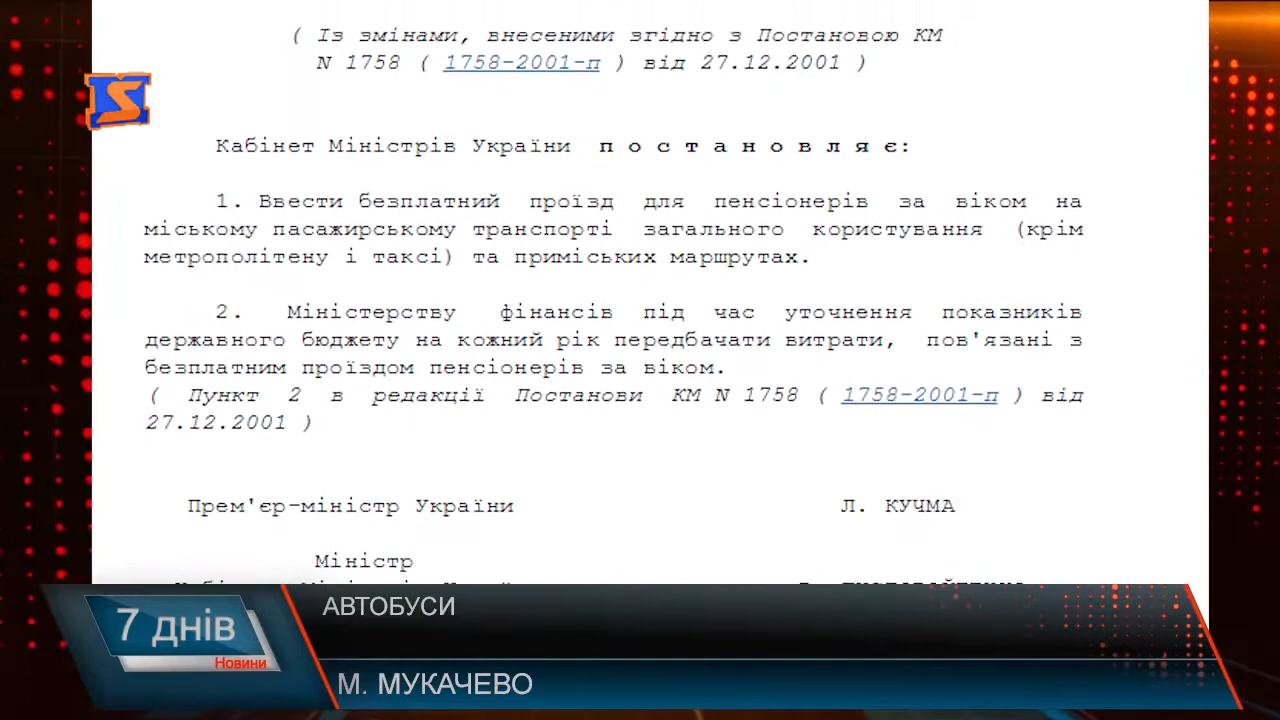 ( Із змінами, внесеними згідно з Постановою КМ
N 1758 ( 1758-2001-п ) від 27.12.2001 )
Кабінет Міністрів України п о с т а н о в л я є:
1. Ввести безплатний проїзд для пенсіонерів за віком на
міському пасажирському транспорті загального користування (крім
метрополітену і таксі) та приміських маршрутах.
2. Міністерству фінансів під час уточнення показників
державного бюджету на кожний рік передбачати витрати, пов'язані з
безплатним проїздом пенсіонерів за віком.
( Пункт 2 в редакції Постанови КМ N 1758 ( 1758-2001-п ) від
27.12.2001 )
Прем'єр-міністр України Л. КУЧМА
Міністр
7 днів
Новини
АВТОБУСИ
М. МУКАЧЕВО